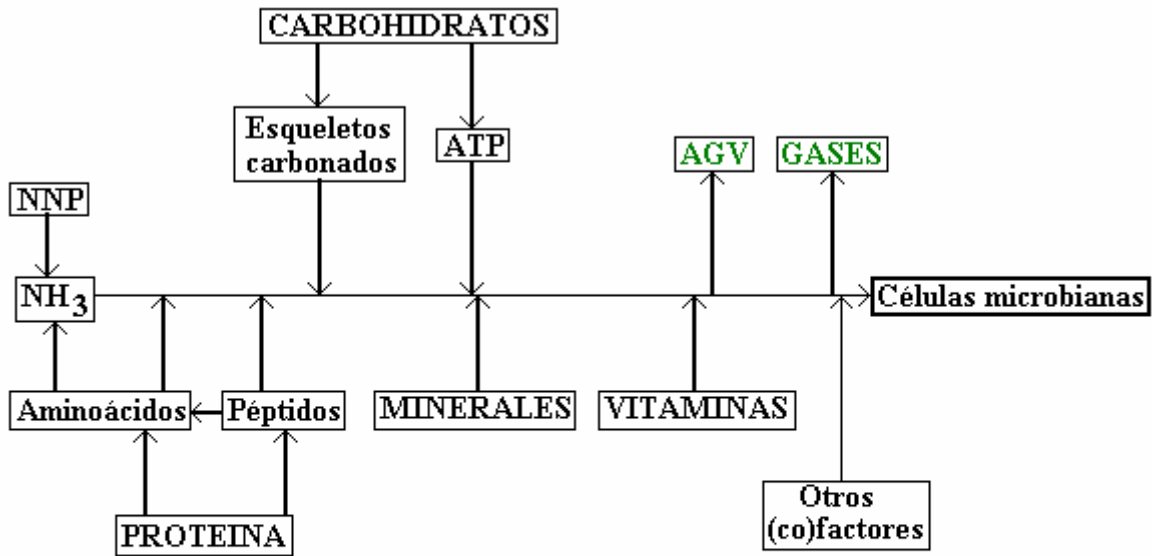 CARBOHIDRATOS
Esqueletos
carbonados
ATP
AGV
GASES
NNP
NH3
Células microbianas
Aminoácidos
Péptidos
MINERALES
VITAMINAS
PROTEINA
Otros
(co)factores